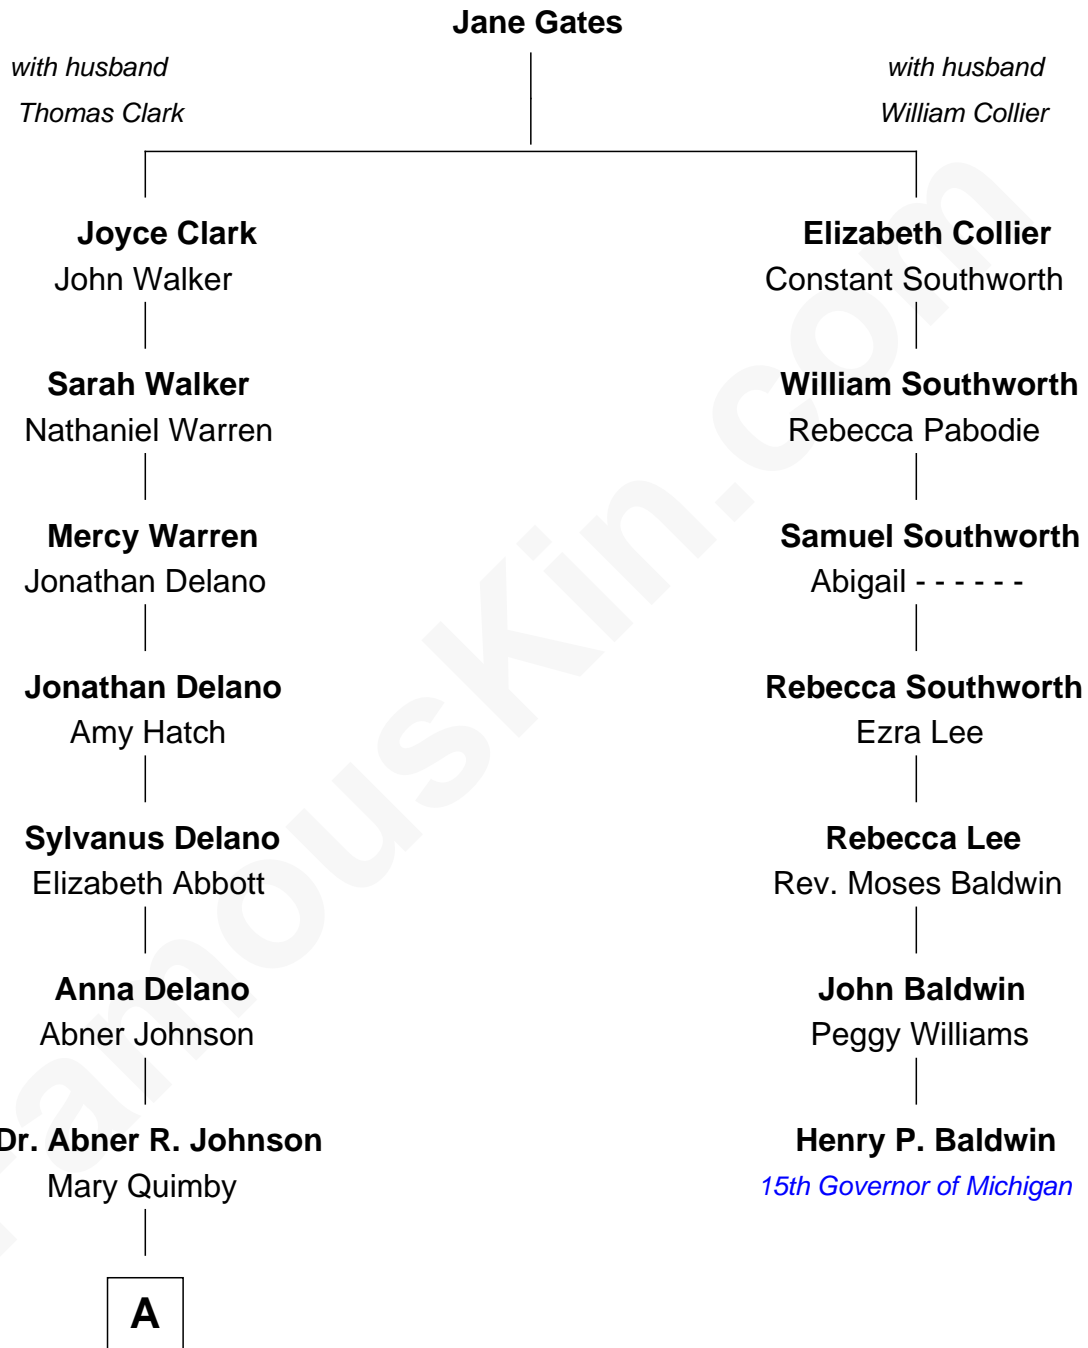 Jane Gates
with husband
Thomas Clark
with husband
William Collier
Joyce Clark
John Walker
Elizabeth Collier
Constant Southworth
Sarah Walker
Nathaniel Warren
William Southworth
Rebecca Pabodie
Mercy Warren
Jonathan Delano
Samuel Southworth
Abigail - - - - - -
Jonathan Delano
Amy Hatch
Rebecca Southworth
Ezra Lee
Sylvanus Delano
Elizabeth Abbott
Rebecca Lee
Rev. Moses Baldwin
Anna Delano
Abner Johnson
John Baldwin
Peggy Williams
Dr. Abner R. Johnson
Mary Quimby
Henry P. Baldwin
15th Governor of Michigan
A
FamousKin.com